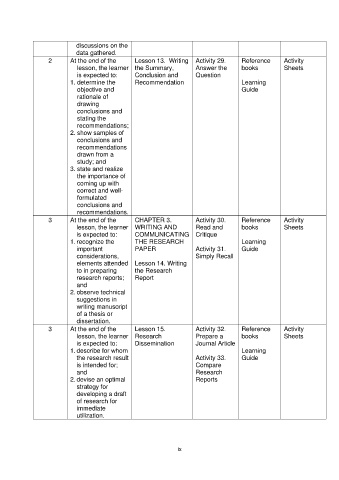 discussions on the
data gathered.
2
At the end of the
lesson, the learner
is expected to:
1. determine the
objective and
rationale of
drawing
conclusions and
stating the
recommendations;
2. show samples of
conclusions and
recommendations
drawn from a
study; and
3. state and realize
the importance of
coming up with
correct and well-
formulated
conclusions and
recommendations.
Lesson 13. Writing
the Summary,
Conclusion and
Recommendation
Activity 29.
Answer the
Question
Reference
books
Learning
Guide
Activity
Sheets
3
At the end of the
lesson, the learner
is expected to:
1. recognize the
important
considerations,
elements attended
to in preparing
research reports;
and
2. observe technical
suggestions in
writing manuscript
of a thesis or
dissertation.
CHAPTER 3.
WRITING AND
COMMUNICATING
THE RESEARCH
PAPER
Lesson 14. Writing
the Research
Report
Activity 30.
Read and
Critique
Activity 31.
Simply Recall
Reference
books
Learning
Guide
Activity
Sheets
3
At the end of the
lesson, the learner
is expected to:
1. describe for whom
the research result
is intended for;
and
2. devise an optimal
strategy for
developing a draft
of research for
immediate
utilization.
Lesson 15.
Research
Dissemination
Activity 32.
Prepare a
Journal Article
Activity 33.
Compare
Research
Reports
Reference
books
Learning
Guide
Activity
Sheets
ix